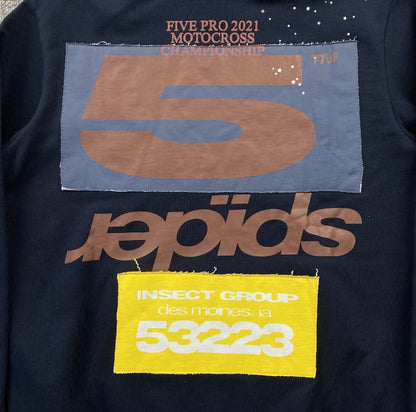 FIVE PRO 2021
MOTOCROSS
CHAMPIONSHIP
5 TM
spider
INSECT GROUP
des moines, ia
53223